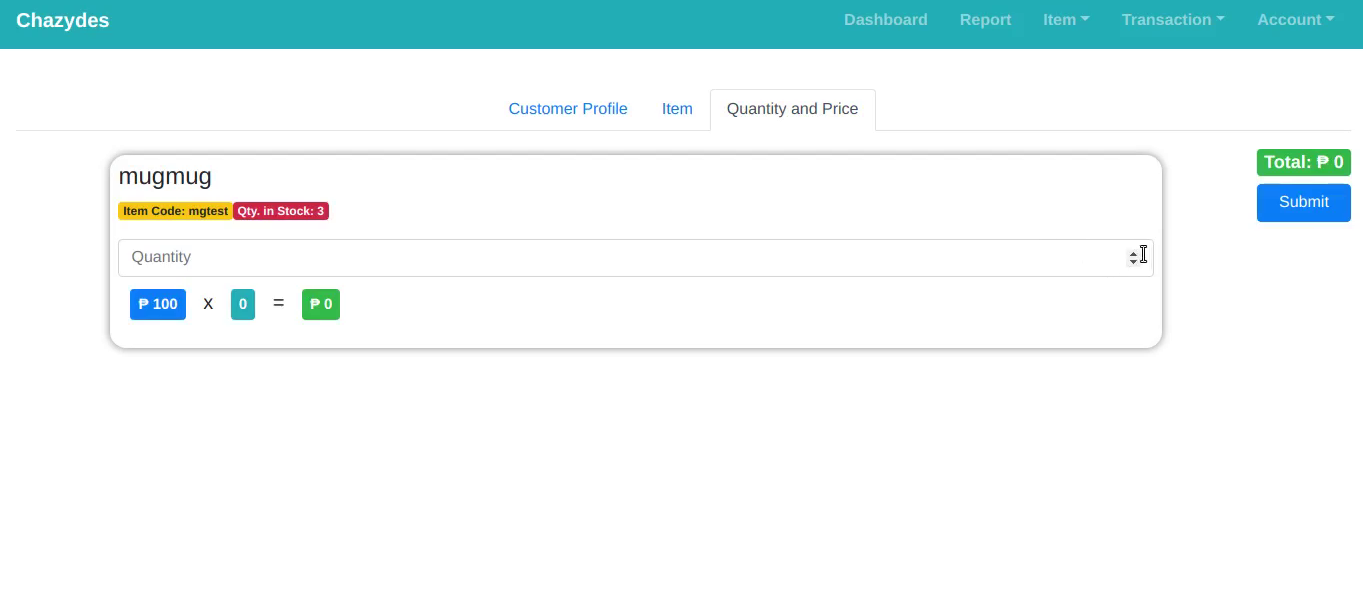 Chazydes Dashboard Report Item Transaction Account
Customer Profile Item Quantity and Price
Total: ₱ 0
Submit
mugmug
Item Code: mgtest Qty. in Stock: 3
Quantity
₱ 100 x 0 = ₱ 0